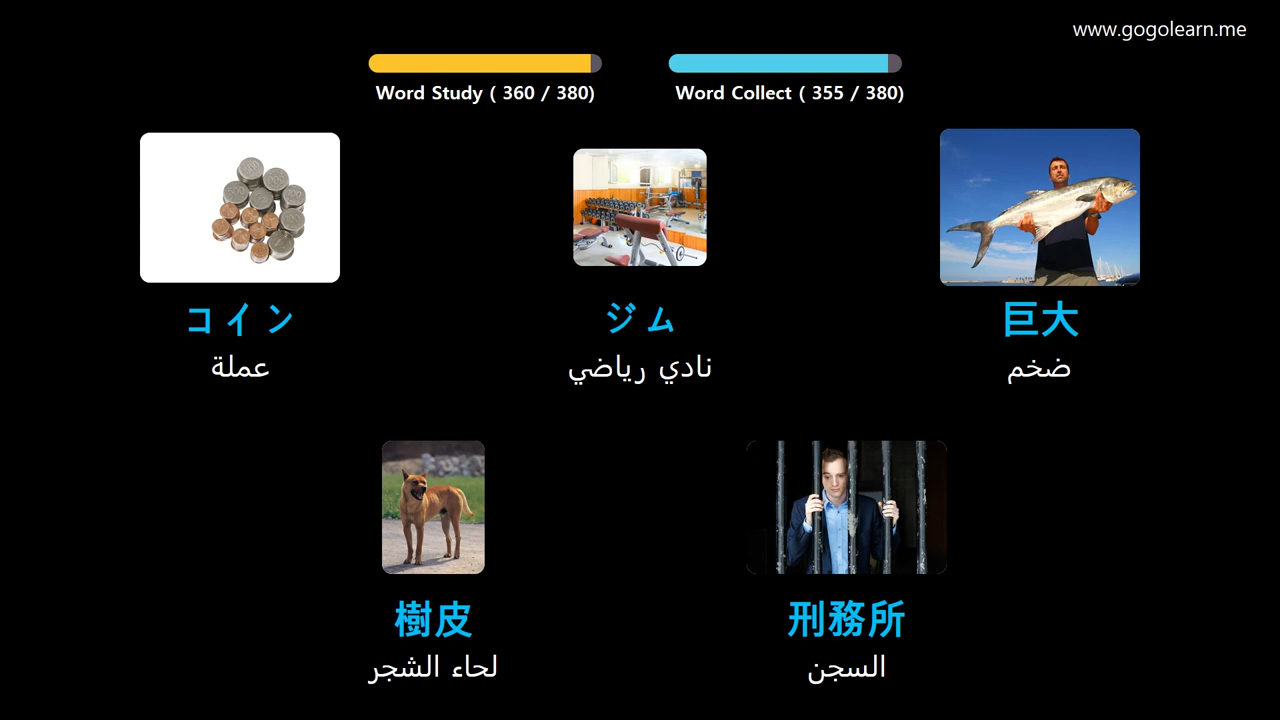 www.gogolearn.me
Word Study ( 360 / 380)
Word Collect ( 355 / 380)
コイン
عملة
ジム
نادي رياضي
巨大
ضخم
樹皮
لحاء الشجر
刑務所
السجن